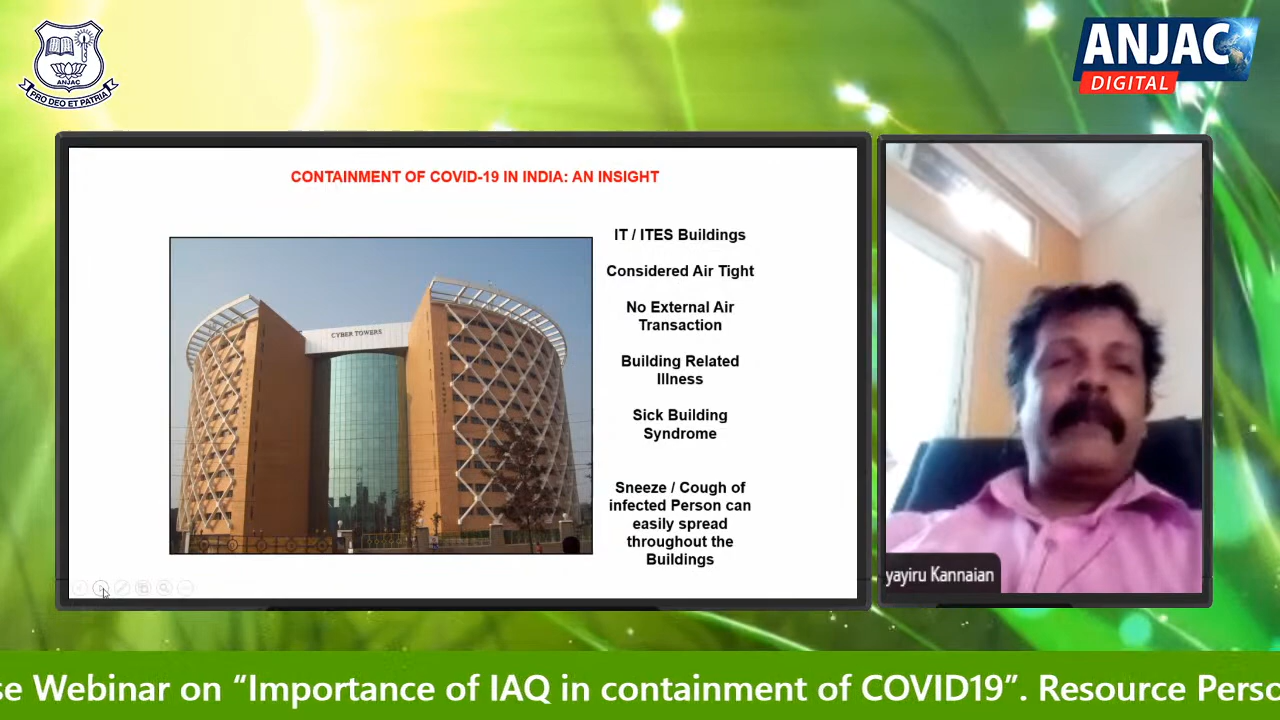 ANJAC
PRO DEO ET PATRIA
ANJAC
DIGITAL
CONTAINMENT OF COVID-19 IN INDIA: AN INSIGHT
CYBER TOWERS
IT / ITES Buildings
Considered Air Tight
No External Air
Transaction
Building Related
Illness
Sick Building
Syndrome
Sneeze / Cough of
infected Person can
easily spread
throughout the
Buildings
yayiru Kannaian
se Webinar on “Importance of IAQ in containment of COVID19”. Resource Perso